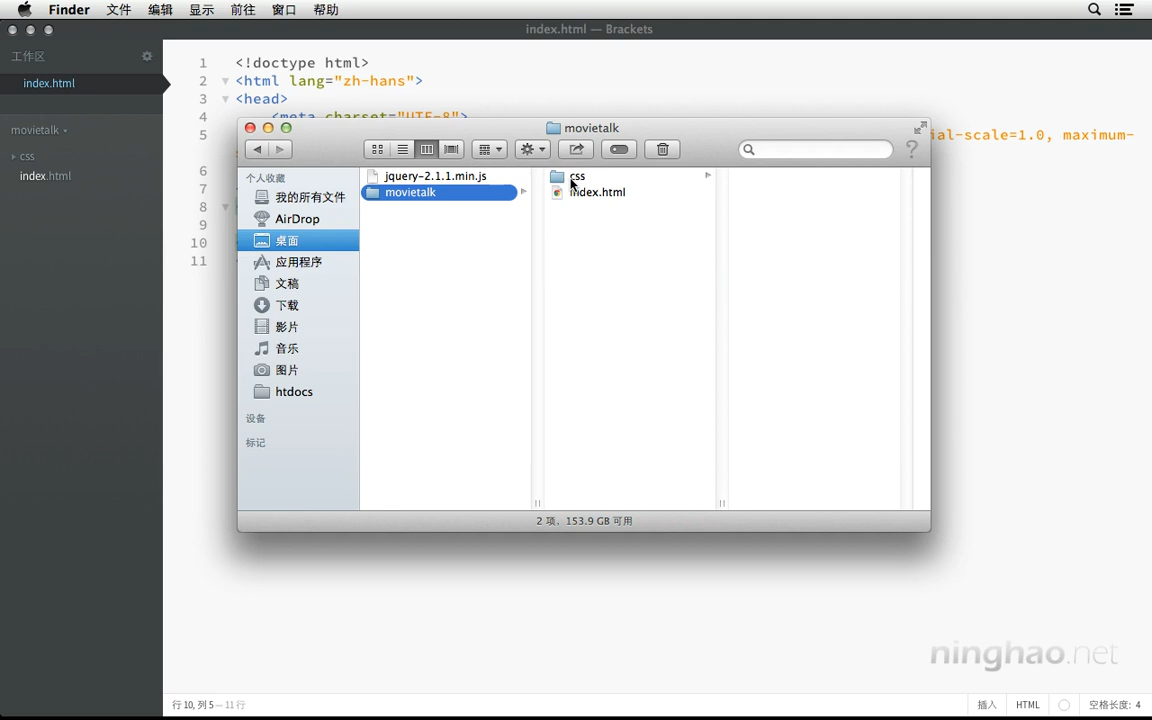 Finder 文件 编辑 显示 前往 窗口 帮助
index.html — Brackets
工作区
index.html
movietalk
css
index.html
1 <!doctype html>
2 <html lang="zh-hans">
3 <head>
4 <meta charset="UTF-8">
5 ial-scale=1.0, maximum-
6
7
8
9
10
11
movietalk
个人收藏
我的所有文件
AirDrop
桌面
应用程序
文稿
下载
影片
音乐
图片
htdocs
设备
标记
jquery-2.1.1.min.js
movietalk
css
index.html
2 项，153.9 GB 可用
ninghao.net
行 10, 列 5 — 11 行
插入 HTML 空格长度: 4